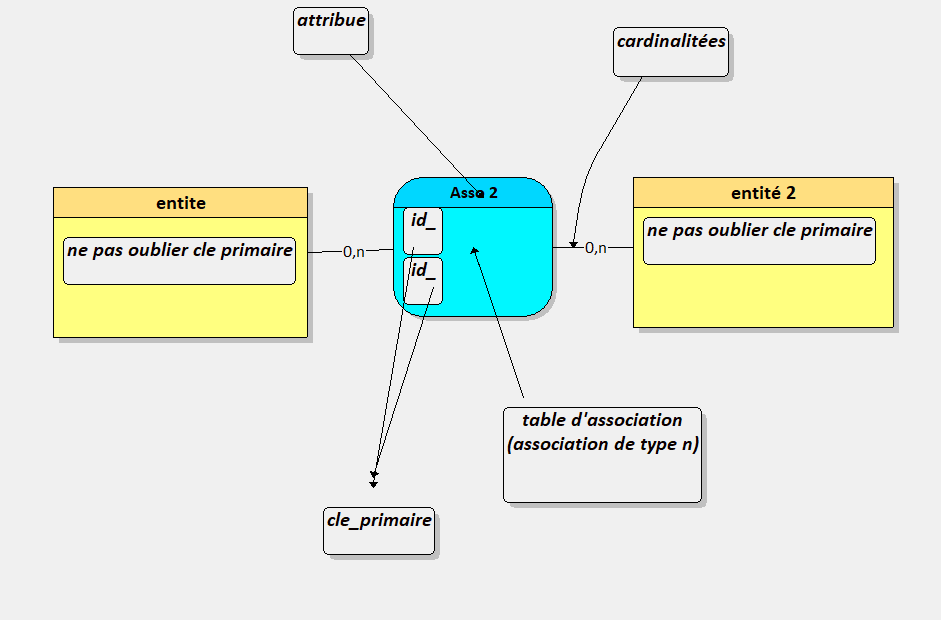 attribue
cardinalitées
entite
ne pas oublier cle primaire
0,n
Asso 2
id_
id_
0,n
entité 2
ne pas oublier cle primaire
table d'association
(association de type n)
cle_primaire